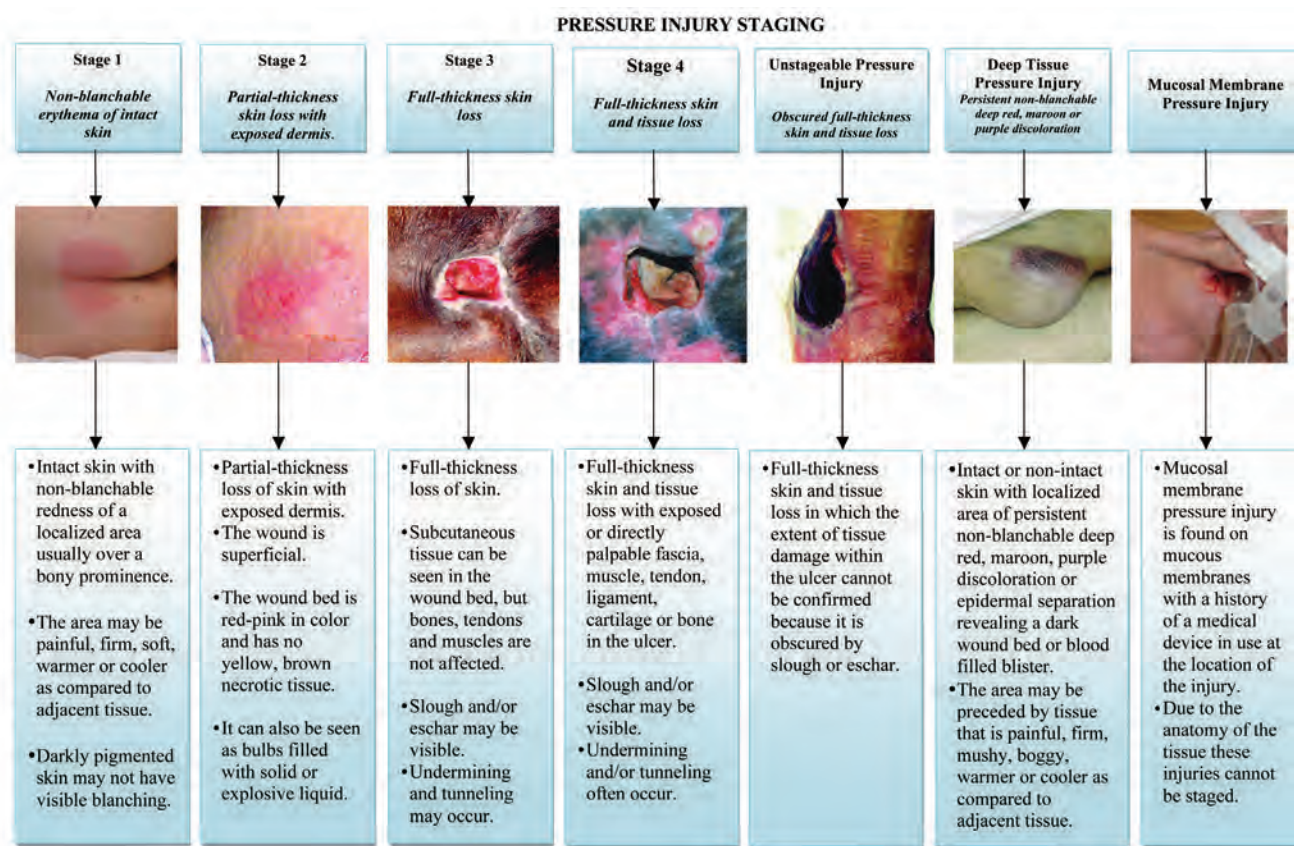 PRESSURE INJURY STAGING
Stage 1
Non-blanchable
erythema of intact
skin
Stage 2
Partial-thickness
skin loss with
exposed dermis.
Stage 3
Full-thickness skin
loss
Stage 4
Full-thickness skin
and tissue loss
Unstageable Pressure
Injury
Obscured full-thickness
skin and tissue loss
Deep Tissue
Pressure Injury
Persistent non-blanchable
deep red, maroon or
purple discoloration
Mucosal Membrane
Pressure Injury
•Intact skin with
non-blanchable
redness of a
localized area
usually over a
bony prominence.
•The area may be
painful, firm, soft,
warmer or cooler
as compared to
adjacent tissue.
•Darkly pigmented
skin may not have
visible blanching.
•Partial-thickness
loss of skin with
exposed dermis.
•The wound is
superficial.
•The wound bed is
red-pink in color
and has no
yellow, brown
necrotic tissue.
•It can also be seen
as bulbs filled
with solid or
explosive liquid.
•Full-thickness
loss of skin.
•Subcutaneous
tissue can be
seen in the
wound bed, but
bones, tendons
and muscles are
not affected.
•Slough and/or
eschar may be
visible.
•Undermining
and tunneling
may occur.
•Full-thickness
skin and tissue
loss with exposed
or directly
palpable fascia,
muscle, tendon,
ligament,
cartilage or bone
in the ulcer.
•Slough and/or
eschar may be
visible.
•Undermining
and/or tunneling
often occur.
•Full-thickness
skin and tissue
loss in which the
extent of tissue
damage within
the ulcer cannot
be confirmed
because it is
obscured by
slough or eschar.
•Intact or non-intact
skin with localized
area of persistent
non-blanchable deep
red, maroon, purple
discoloration or
epidermal separation
revealing a dark
wound bed or blood
filled blister.
•The area may be
preceded by tissue
that is painful, firm,
mushy, boggy,
warmer or cooler as
compared to
adjacent tissue.
•Mucosal
membrane
pressure injury
is found on
mucous
membranes
with a history
of a medical
device in use at
the location of
the injury.
•Due to the
anatomy of the
tissue these
injuries cannot
be staged.